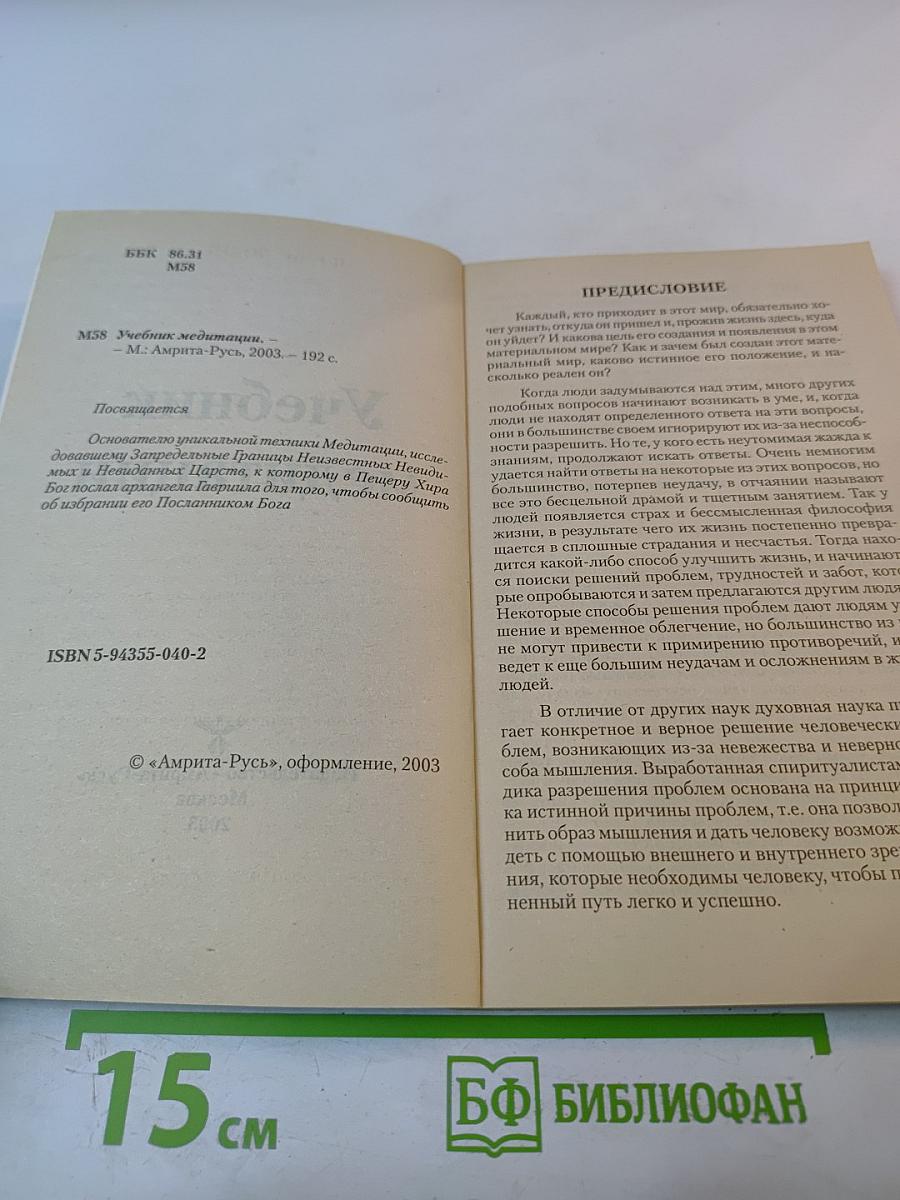 ББК 86.31
М58
М58 Учебник медитации. –
– М.: Амрита-Русь, 2003. – 192 с.
Посвящается
Основателю уникальной техники Медитации, иссле-
довавшему Запредельные Границы Неизвестных Невиди-
мых и Невиданных Царств, к которому в Пещеру Хира
Бог послал архангела Гавриила для того, чтобы сообщить
об избрании его Посланником Бога
ISBN 5-94355-040-2
© «Амрита-Русь», оформление, 2003
ПРЕДИСЛОВИЕ
Каждый, кто приходит в этот мир, обязательно хо-
чет узнать, откуда он пришел и, прожив жизнь здесь, куда
он уйдет? И какова цель его создания и появления в этом
материальном мире? Как и зачем был создан этот мате-
риальный мир, каково истинное его положение, и на-
сколько реален он?
Когда люди задумываются над этим, много других
подобных вопросов начинают возникать в уме, и, когда
люди не находят определенного ответа на эти вопросы,
они в большинстве своем игнорируют их из-за неспособ-
ности разрешить. Но те, у кого есть неутомимая жажда к
знаниям, продолжают искать ответы. Очень немногим
удается найти ответы на некоторые из этих вопросов, но
большинство, потерпев неудачу, в отчаянии называют
все это бесцельной драмой и тщетным занятием. Так у
людей появляется страх и бессмысленная философия
жизни, в результате чего их жизнь постепенно превра-
щается в сплошные страдания и несчастья. Тогда нахо-
дится какой-либо способ улучшить жизнь, и начинают
ся поиски решений проблем, трудностей и забот, кото
рые опробываются и затем предлагаются другим людя
Некоторые способы решения проблем дают людям у
шение и временное облегчение, но большинство из
не могут привести к примирению противоречий, и
ведет к еще большим неудачам и осложнениям в ж
людей.
В отличие от других наук духовная наука п
гает конкретное и верное решение человечески
блем, возникающих из-за невежества и неверно
соба мышления. Выработанная спиритуалистам
дика разрешения проблем основана на принци
ка истинной причины проблем, т.е. она позвол
нить образ мышления и дать человеку возмож
деть с помощью внешнего и внутреннего зре
ния, которые необходимы человеку, чтобы п
ненный путь легко и успешно.
15 см
БФ БИБЛИОФАН